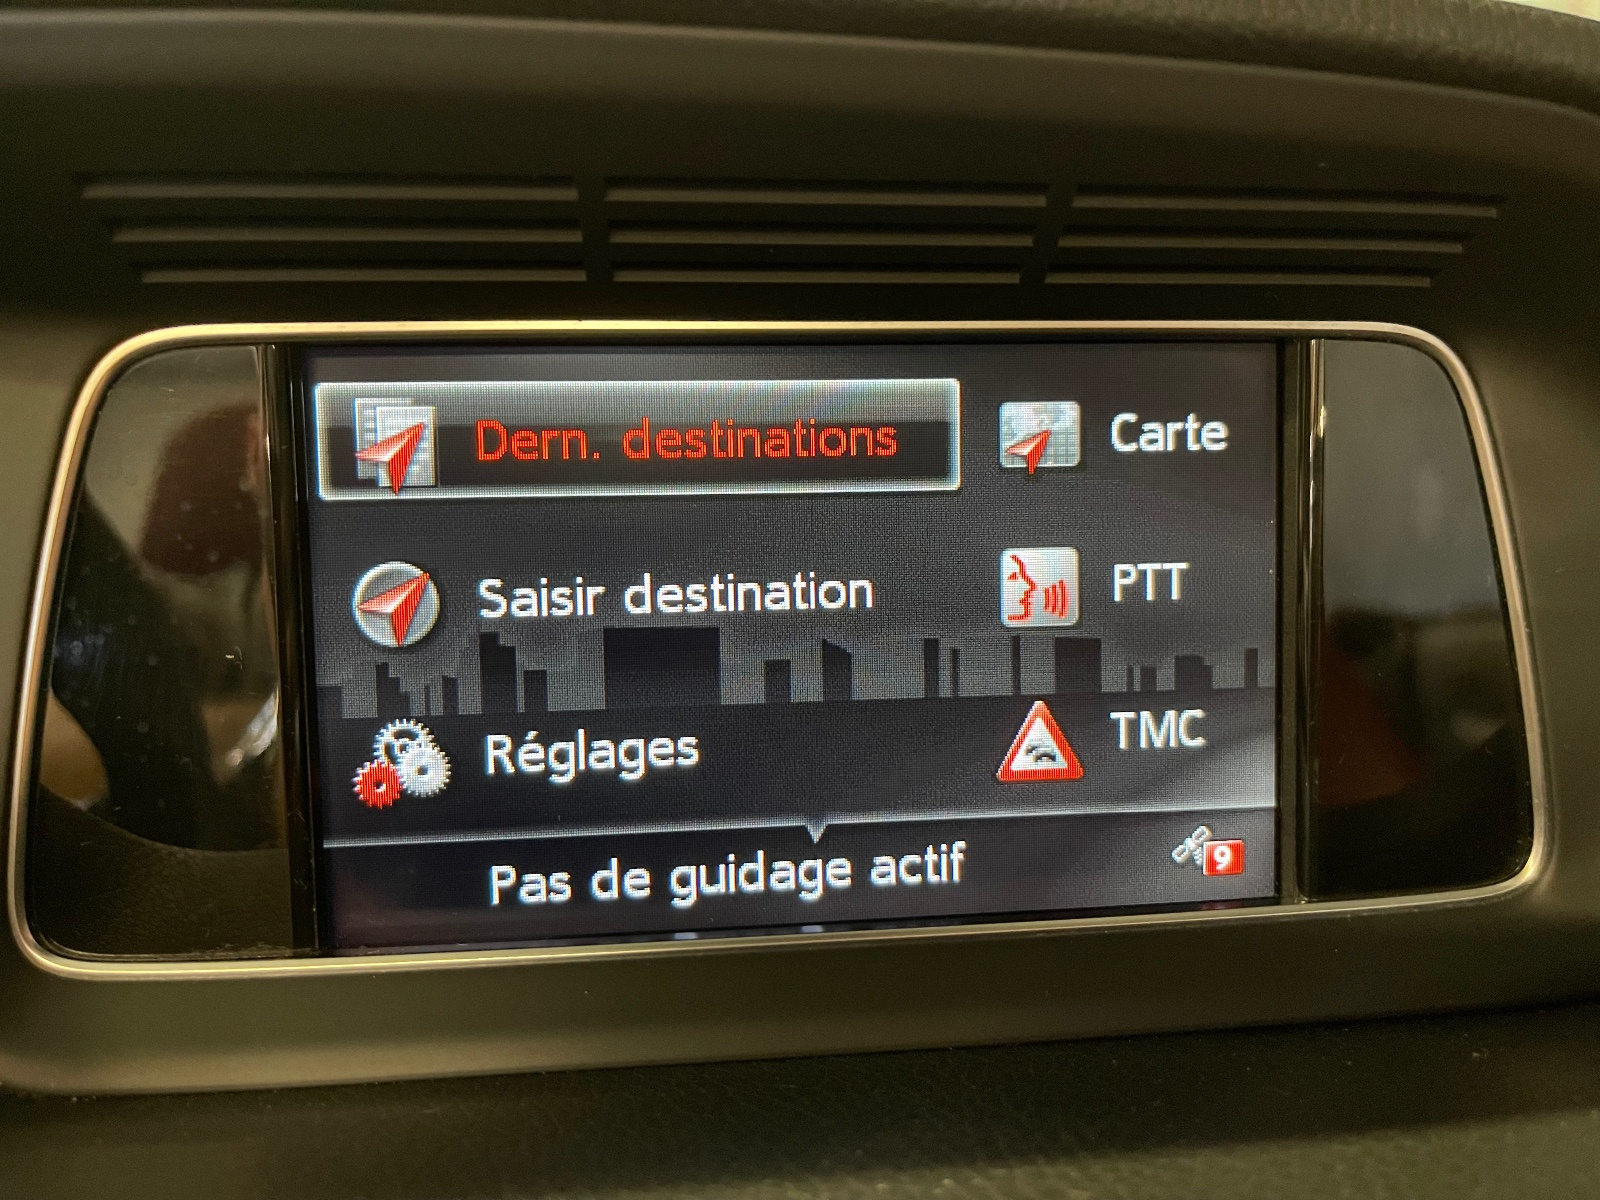 Dern. destinations
Carte
Saisir destination
PTT
Réglages
TMC
Pas de guidage actif
9